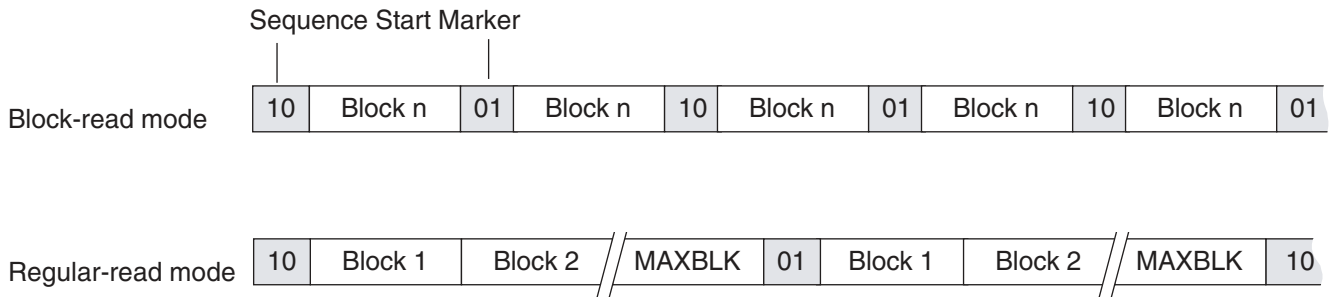 Sequence Start Marker
Block-read mode 10 Block n 01 Block n 10 Block n 01 Block n 10 Block n 01
Regular-read mode 10 Block 1 Block 2 MAXBLK 01 Block 1 Block 2 MAXBLK 10